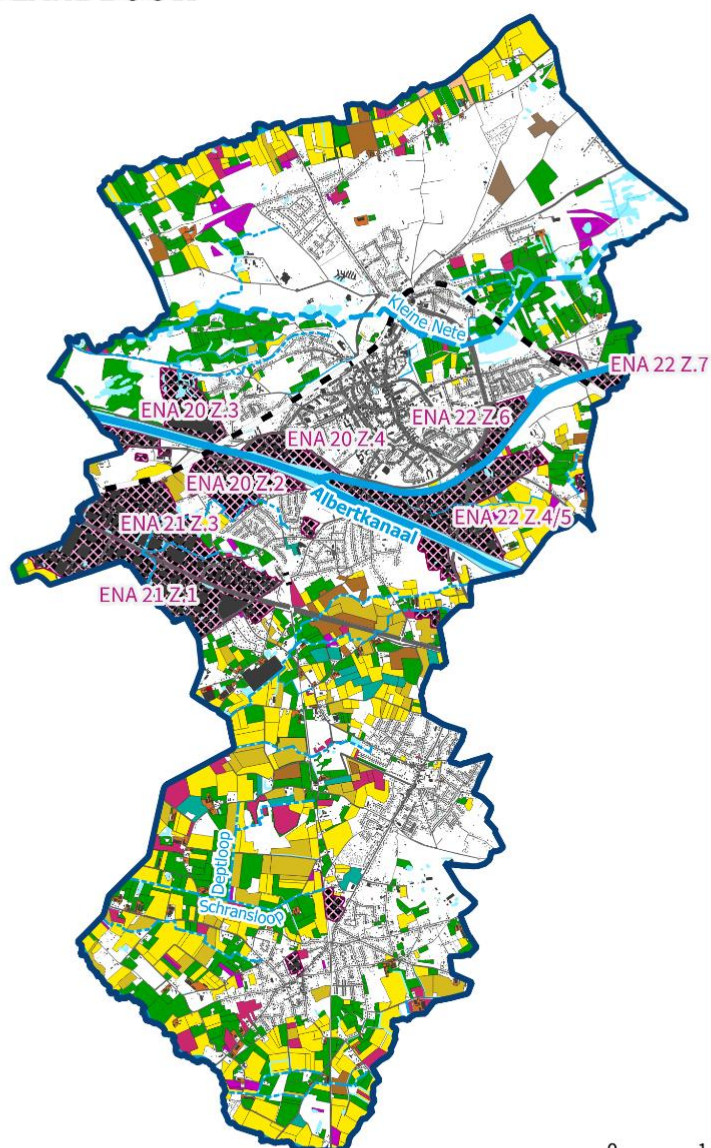 Kleine Nete
ENA 22 Z.7
ENA 20 Z.3
ENA 22 Z.6
ENA 20 Z.4
ENA 20 Z.2
Albertkanaal
ENA 21 Z.3
ENA 22 Z.4/5
ENA 21 Z.1
Deptloop
Schransloop